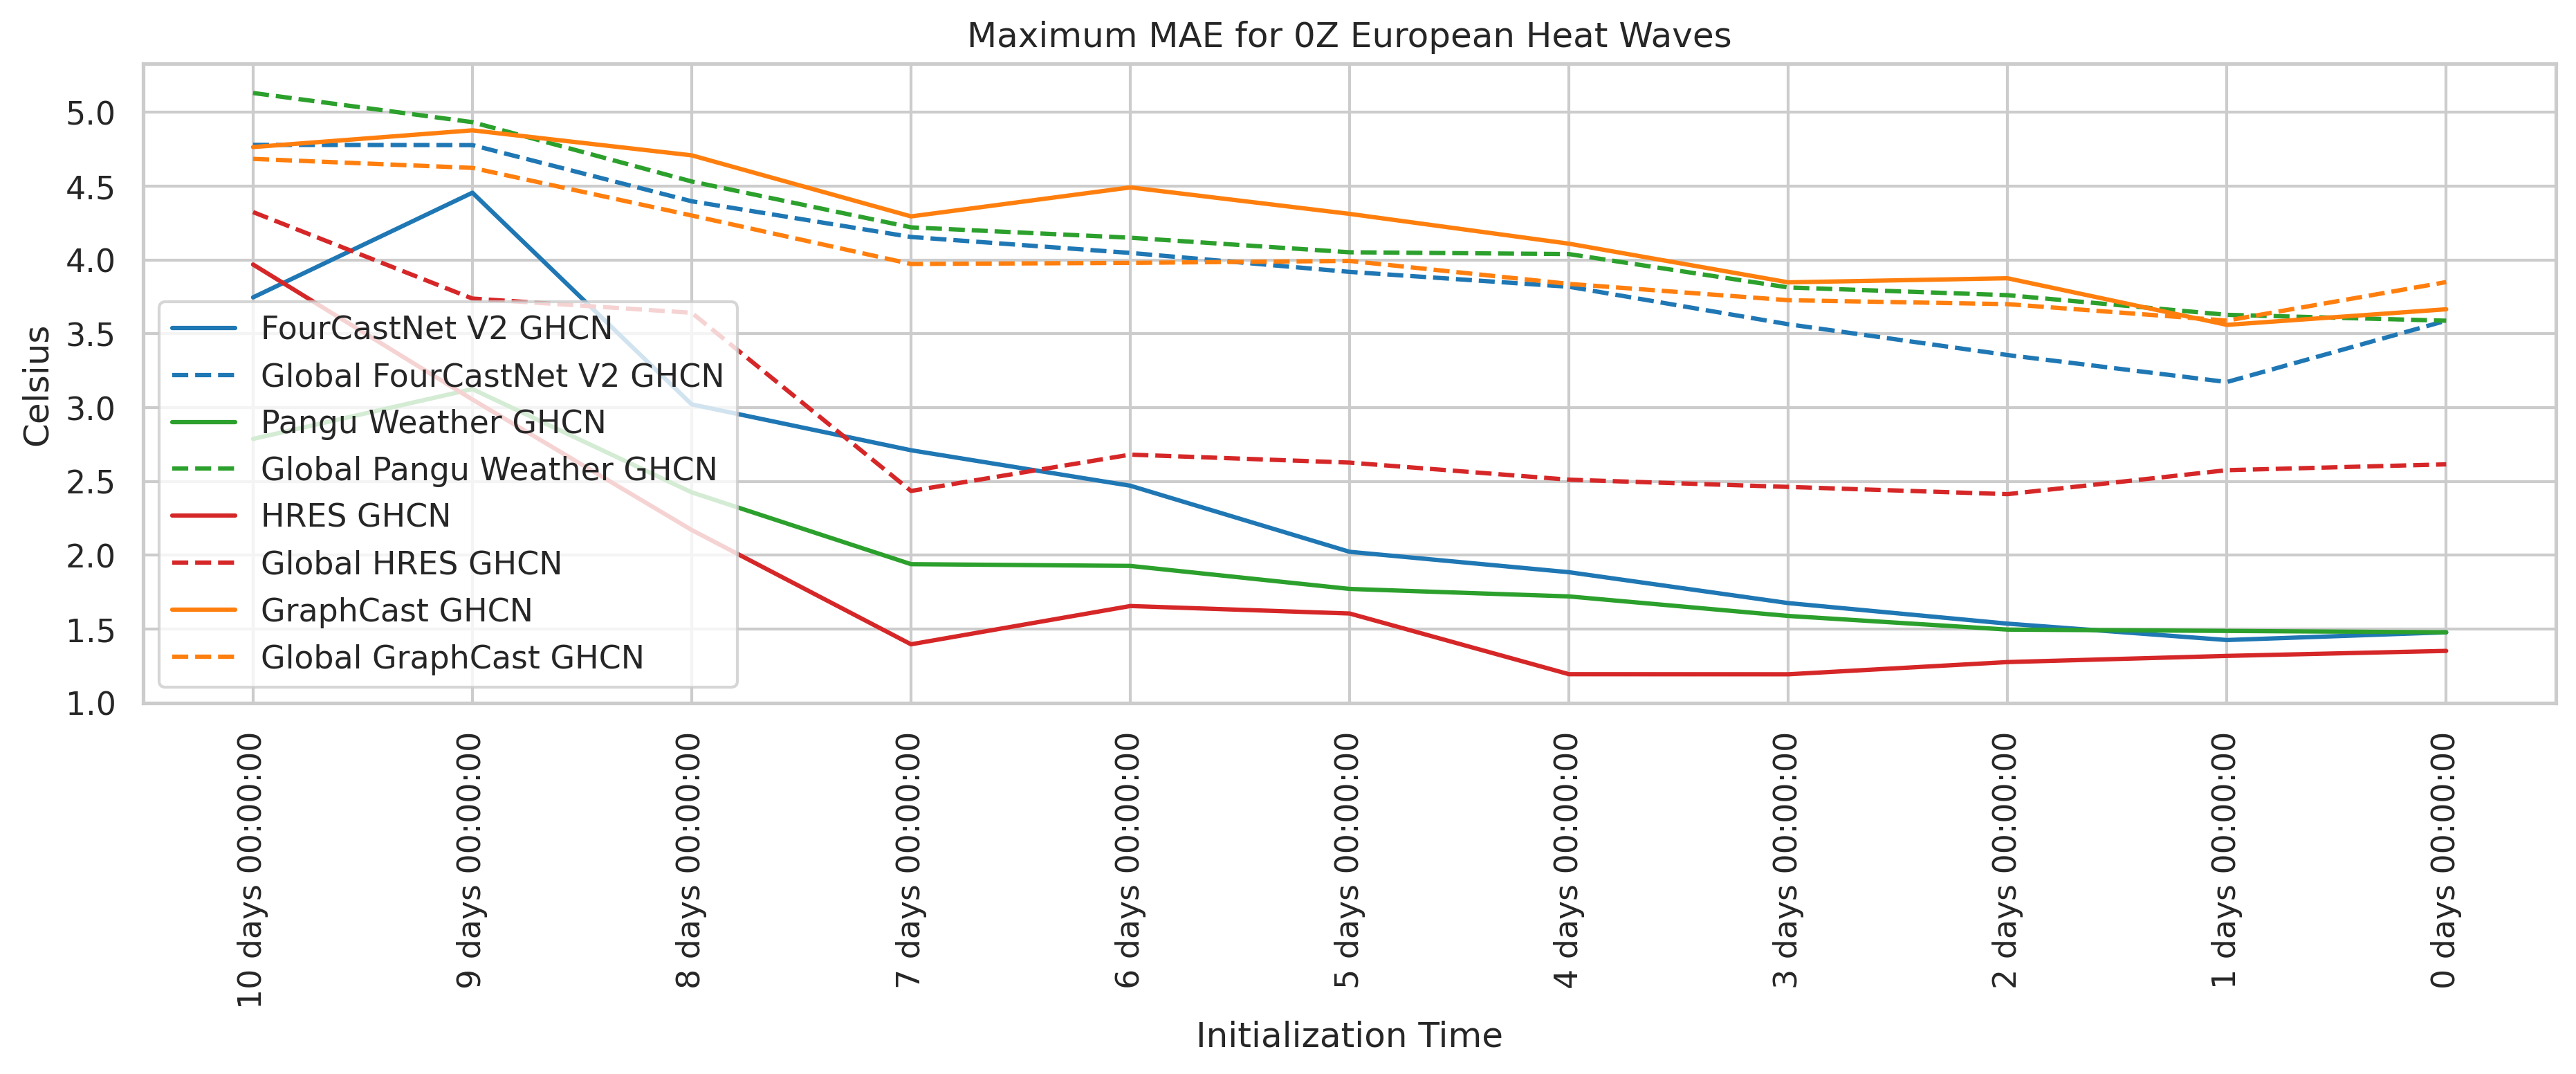 Maximum MAE for 0Z European Heat Waves
Celsius
5.0
4.5
4.0
3.5
3.0
2.5
2.0
1.5
1.0
FourCastNet V2 GHCN
Global FourCastNet V2 GHCN
Pangu Weather GHCN
Global Pangu Weather GHCN
HRES GHCN
Global HRES GHCN
GraphCast GHCN
Global GraphCast GHCN
10 days 00:00:00
9 days 00:00:00
8 days 00:00:00
7 days 00:00:00
6 days 00:00:00
5 days 00:00:00
4 days 00:00:00
3 days 00:00:00
2 days 00:00:00
1 days 00:00:00
0 days 00:00:00
Initialization Time